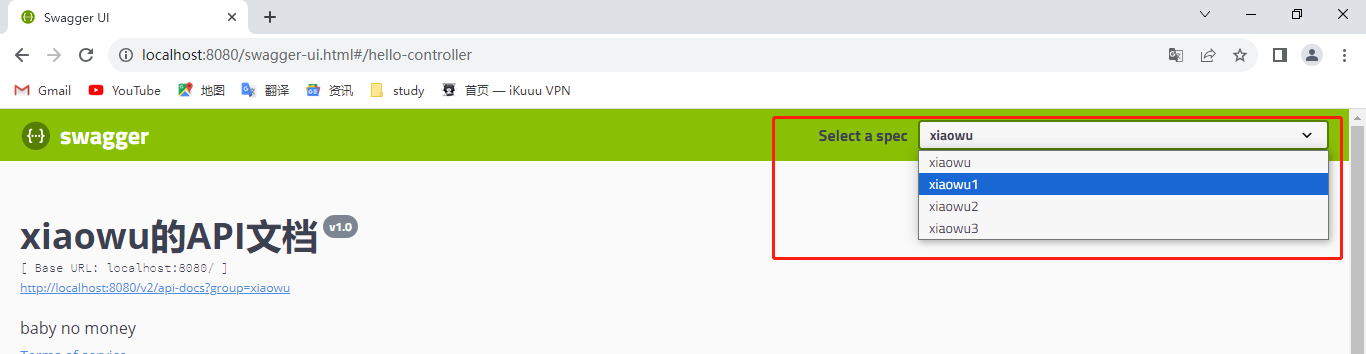 Swagger UI
localhost:8080/swagger-ui.html#/hello-controller
Gmail YouTube 地图 翻译 资讯 study 首页 — iKuuu VPN
swagger Select a spec xiaowu
xiaowu
xiaowu1
xiaowu2
xiaowu3
xiaowu的API文档 v1.0
[ Base URL: localhost:8080/ ]
http://localhost:8080/v2/api-docs?group=xiaowu
baby no money
Terms of service